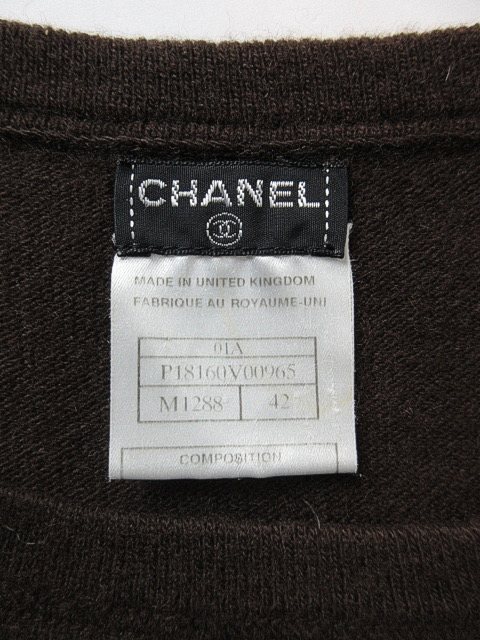 CHANEL
MADE IN UNITED KINGDOM
FABRIQUE AU ROYAUME-UNI
01A
P18160V00965
M1288 42
COMPOSITION